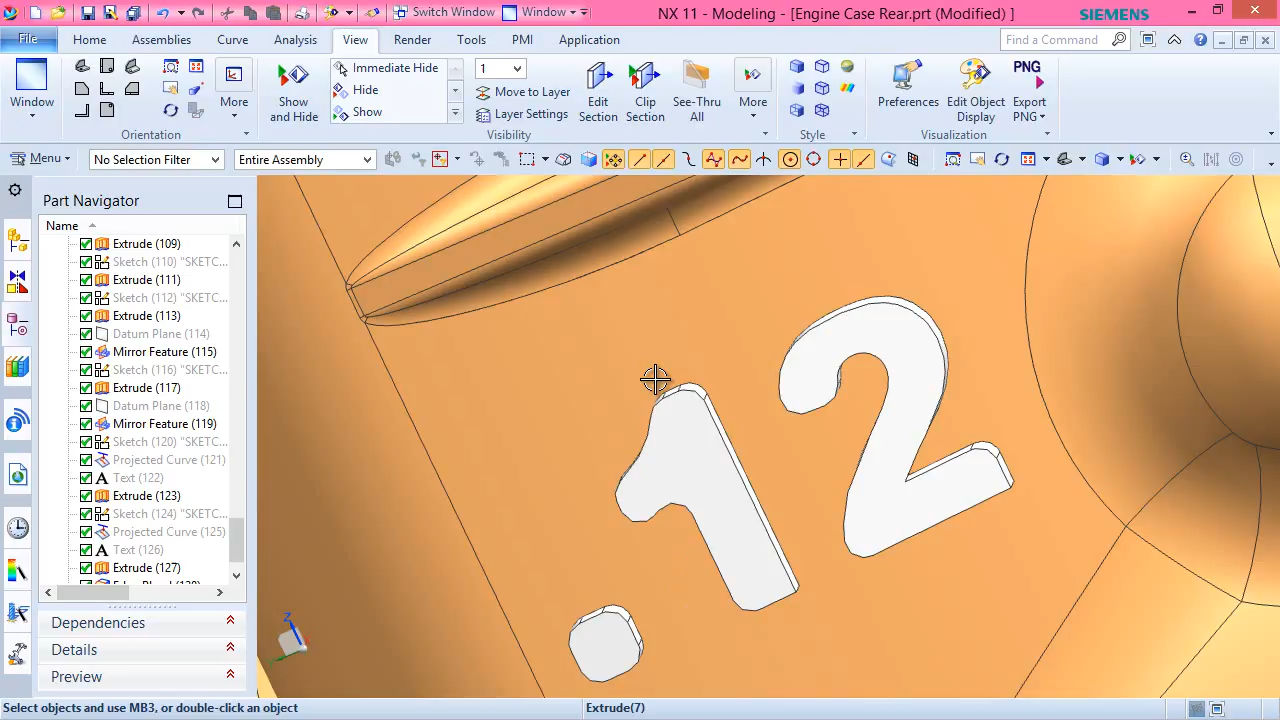 Switch Window
Window
NX 11 - Modeling - [Engine Case Rear.prt (Modified) ]
SIEMENS
File
Home
Assemblies
Curve
Analysis
View
Render
Tools
PMI
Application
Find a Command
Window
More
Orientation
Show and Hide
Immediate Hide
Hide
Show
1
Move to Layer
Layer Settings
Edit Section
Clip Section
See-Thru All
More
Visibility
Style
Preferences
Edit Object Display
PNG
Export PNG
Visualization
Menu
No Selection Filter
Entire Assembly
Part Navigator
Name
Extrude (109)
Sketch (110) "SKETC...
Extrude (111)
Sketch (112) "SKETC...
Extrude (113)
Datum Plane (114)
Mirror Feature (115)
Sketch (116) "SKETC...
Extrude (117)
Datum Plane (118)
Mirror Feature (119)
Sketch (120) "SKETC...
Projected Curve (121)
A Text (122)
Extrude (123)
Sketch (124) "SKETC...
Projected Curve (125)
A Text (126)
Extrude (127)
Dependencies
Details
Preview
.12
Z
Select objects and use MB3, or double-click an object
Extrude(7)